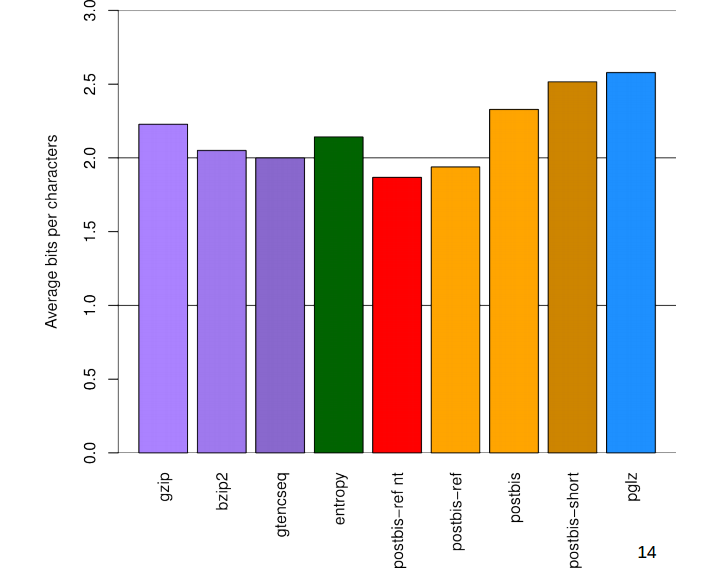 3.0
2.5
2.0
1.5
1.0
0.5
0.0
Average bits per characters
gzip
bzip2
gtencseq
entropy
postbis−ref nt
postbis−ref
postbis
postbis−short
pglz
14